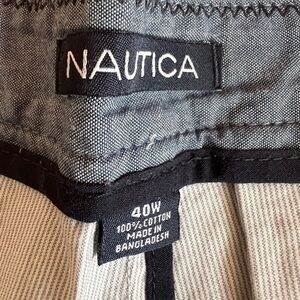 NAUTICA
40W
100% COTTON
MADE IN
BANGLADESH